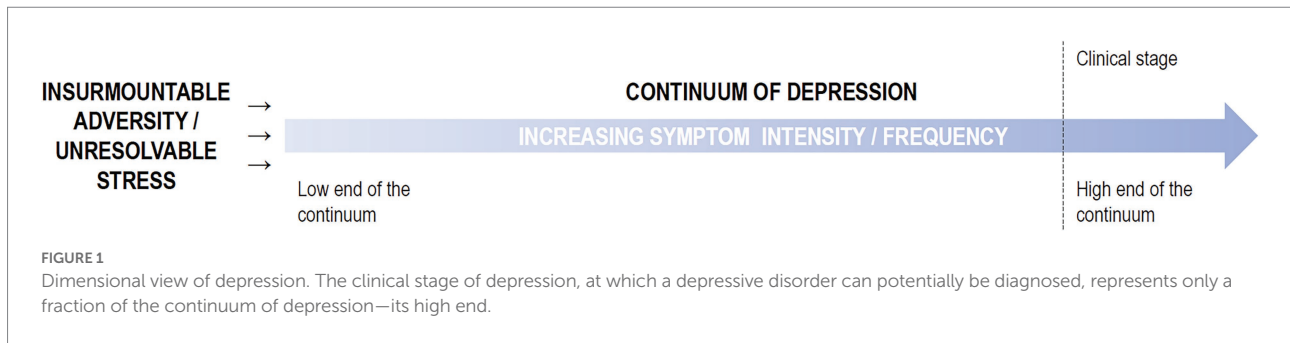 INSURMOUNTABLE
ADVERSITY /
UNRESOLVABLE
STRESS
→
→
→
CONTINUUM OF DEPRESSION
Clinical stage
INCREASING SYMPTOM INTENSITY / FREQUENCY
Low end of the
continuum
High end of the
continuum
FIGURE 1
Dimensional view of depression. The clinical stage of depression, at which a depressive disorder can potentially be diagnosed, represents only a
fraction of the continuum of depression—its high end.